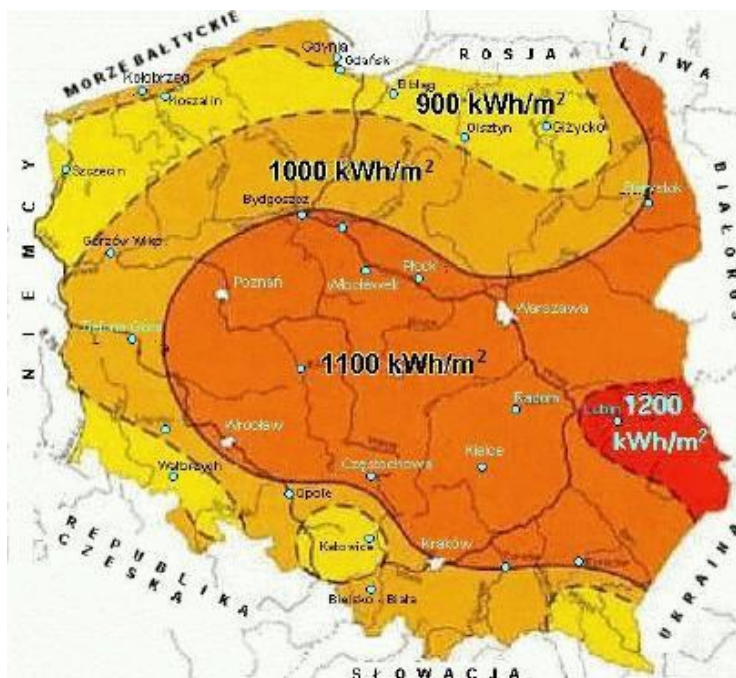 MORZE BAŁTYCKIE
ROSJA
LITWA
Gdynia
Gdańsk
Kołobrzeg
Koszalin
Elbląg
900 kWh/m²
Olsztyn
Giżycko
Szczecin
1000 kWh/m²
Białystok
BIAŁORUŚ
NIEMCY
Bydgoszcz
Gorzów Wlkp.
Płock
Poznań
Włocławek
Warszawa
Zielona Góra
1100 kWh/m²
Radom
Lublin
1200
kWh/m²
Wrocław
Kielce
Wałbrzych
Częstochowa
Opole
Katowice
Kraków
REPUBLIKA
CZESKA
Bielsko - Biała
UKRAINA
SŁOWACJA